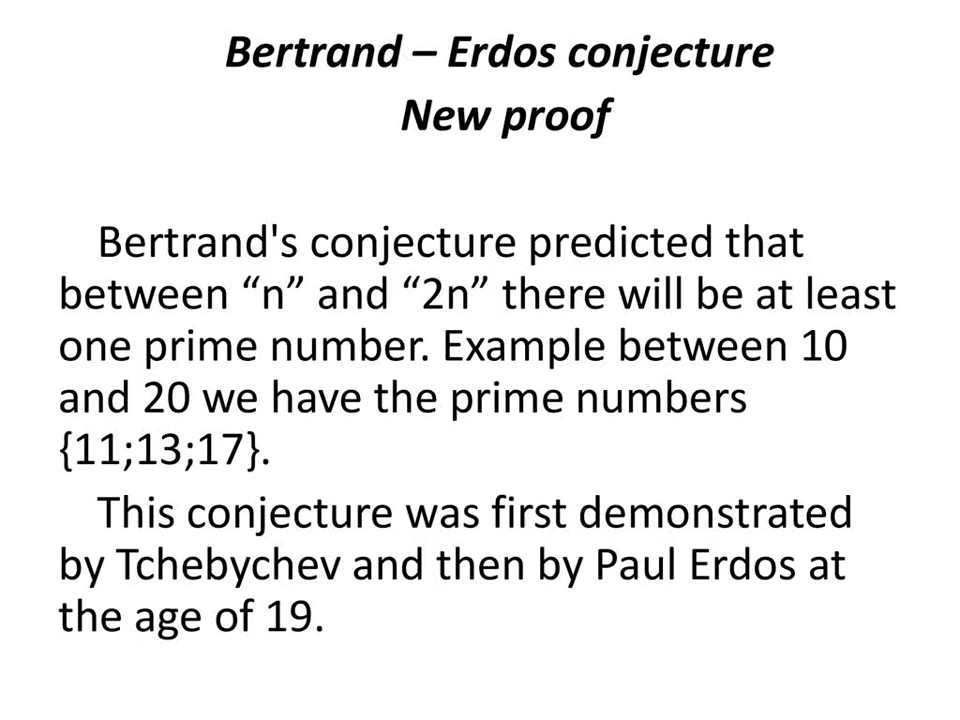 Bertrand – Erdos conjecture
New proof
Bertrand's conjecture predicted that
between “n” and “2n” there will be at least
one prime number. Example between 10
and 20 we have the prime numbers
{11;13;17}.
This conjecture was first demonstrated
by Tchebychev and then by Paul Erdos at
the age of 19.